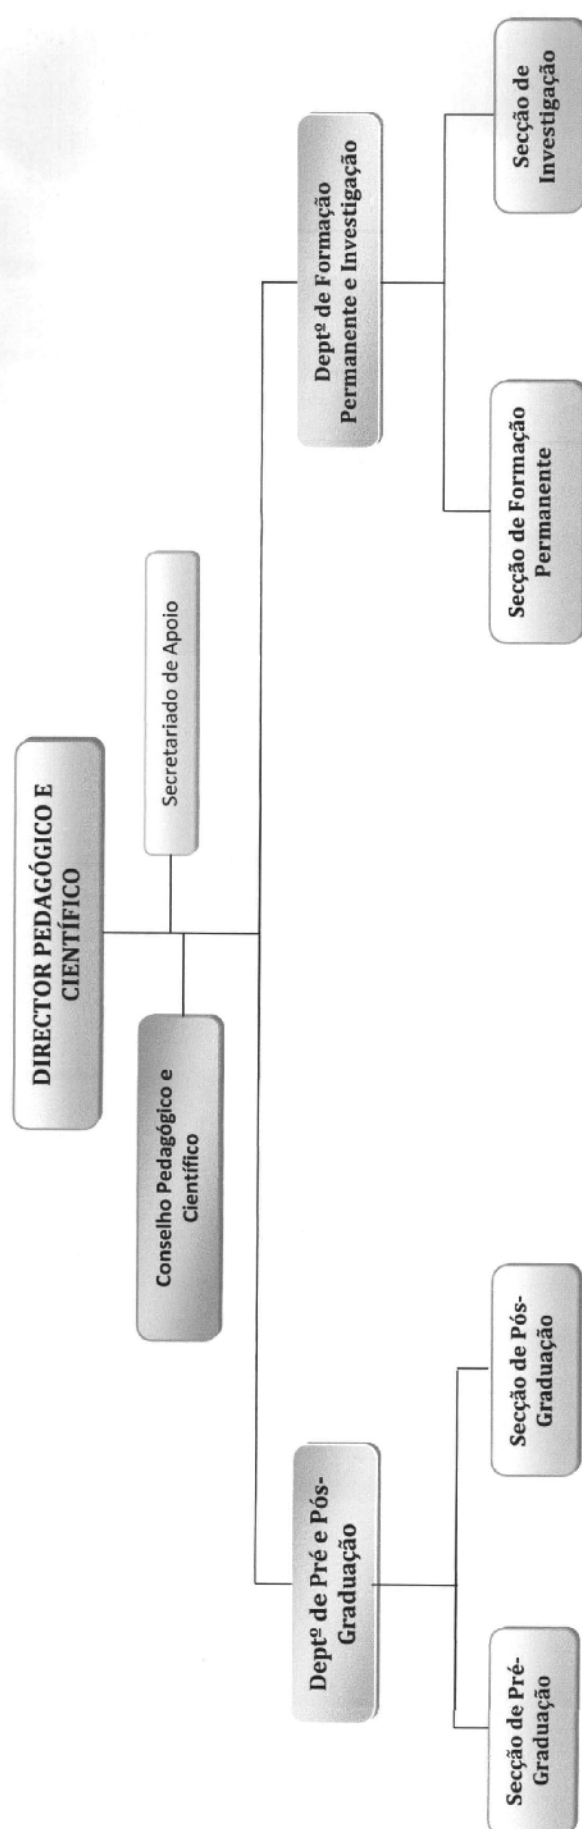 DIRECTOR PEDAGÓGICO E
CIENTÍFICO
Secretariado de Apoio
Conselho Pedagógico e
Científico
Deptº de Pré e Pós-
Graduação
Deptº de Formação
Permanente e Investigação
Secção de Pré-
Graduação
Secção de Pós-
Graduação
Secção de Formação
Permanente
Secção de
Investigação